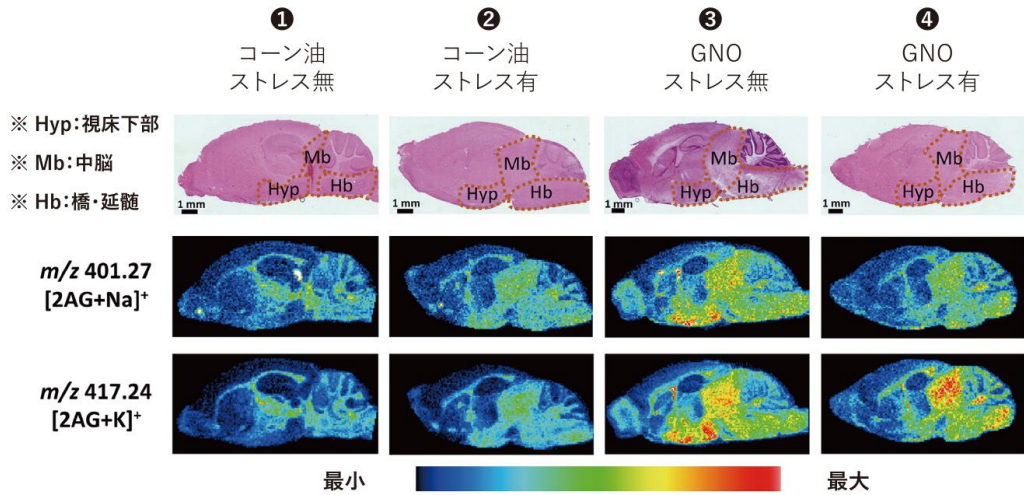 ❶
コーン油
ストレス無
❷
コーン油
ストレス有
❸
GNO
ストレス無
❹
GNO
ストレス有
※ Hyp：視床下部
※ Mb：中脳
※ Hb：橋・延髄
Mb
Hyp
Hb
1 mm
Mb
Hyp
Hb
1 mm
Mb
Hyp
Hb
1 mm
Mb
Hyp
Hb
1 mm
m/z 401.27
[2AG+Na]⁺
m/z 417.24
[2AG+K]⁺
最小
最大